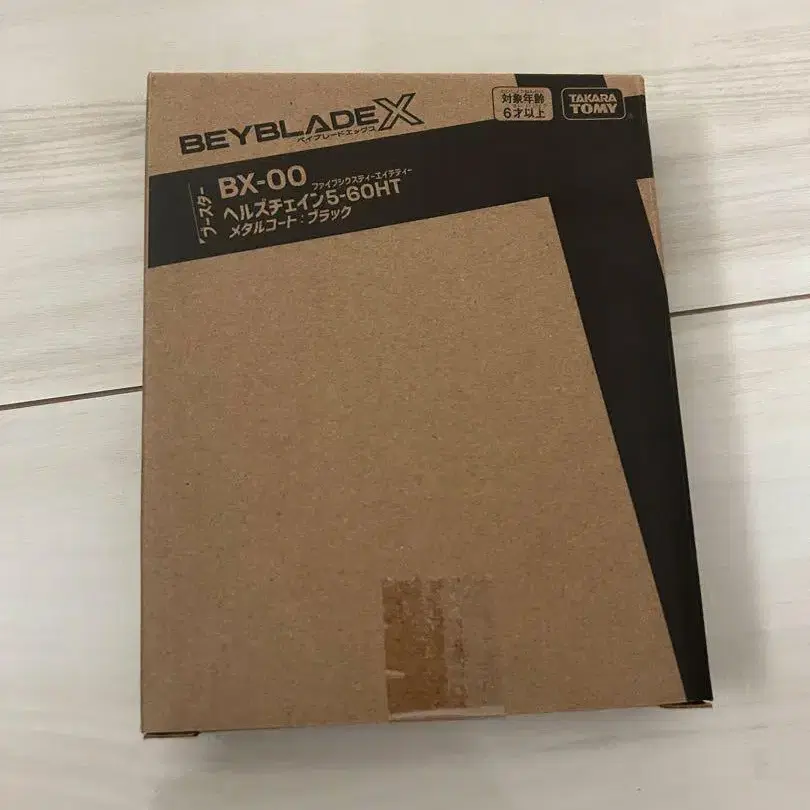 BEYBLADE X
ベイブレードエックス
対象年齢
6才以上
TAKARA
TOMY
ブースター
BX-00
ファイブシクスティーエイチティー
ヘルズチェイン5-60HT
メタルコート：ブラック